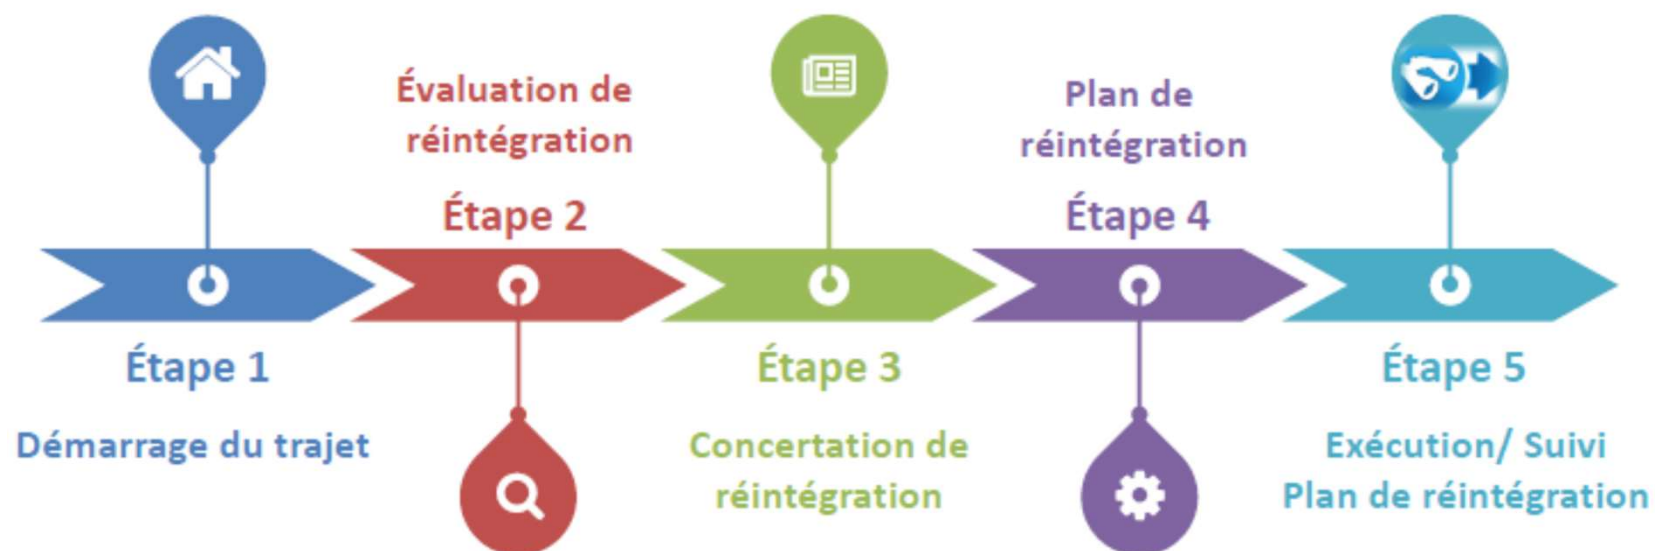 Étape 1
Démarrage du trajet
Évaluation de
réintégration
Étape 2
Étape 3
Concertation de
réintégration
Plan de
réintégration
Étape 4
Étape 5
Exécution/ Suivi
Plan de réintégration